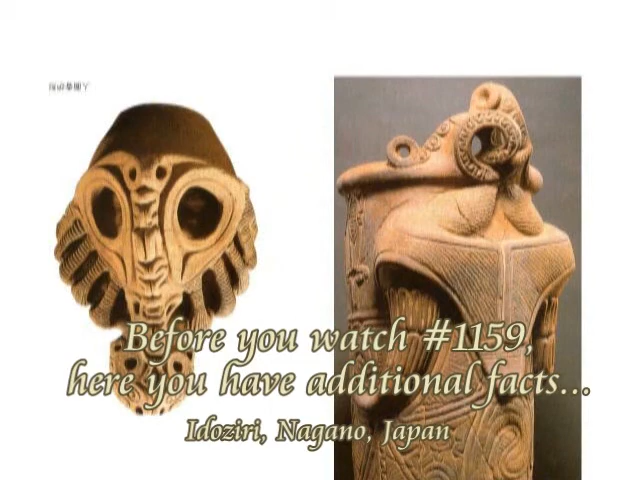 Before you watch #1159,
here you have additional facts...
Idoziri, Nagano, Japan